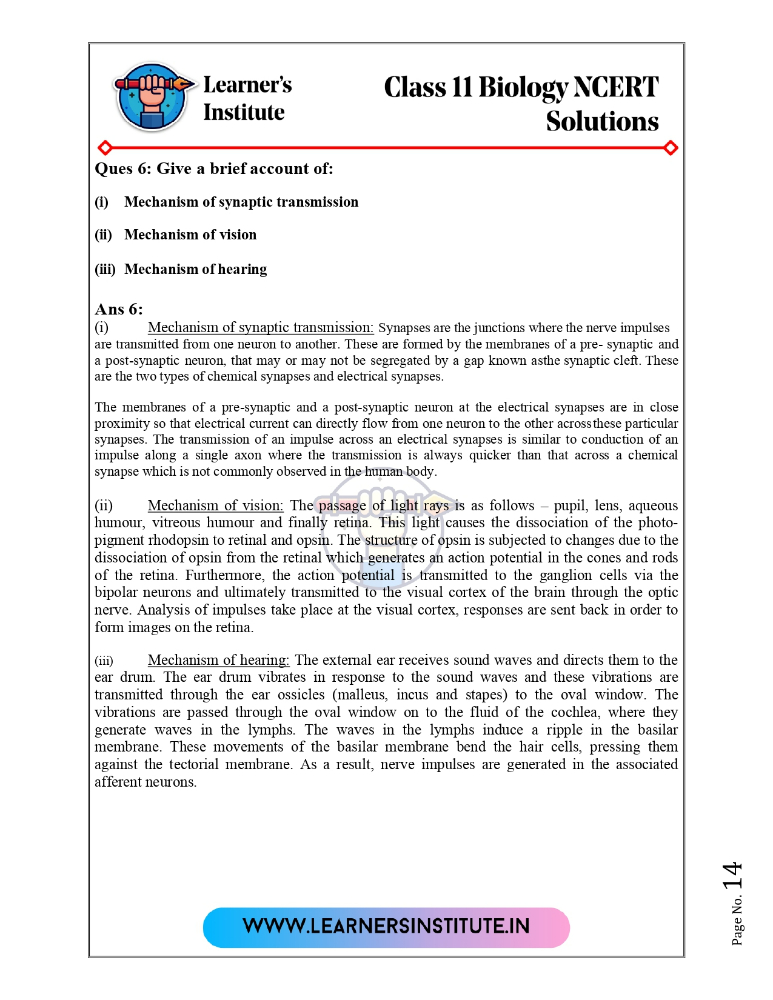 Learner's
Institute
Class 11 Biology NCERT
Solutions
Ques 6: Give a brief account of:
(i) Mechanism of synaptic transmission
(ii) Mechanism of vision
(iii) Mechanism of hearing
Ans 6:
(i) Mechanism of synaptic transmission: Synapses are the junctions where the nerve impulses
are transmitted from one neuron to another. These are formed by the membranes of a pre- synaptic and
a post-synaptic neuron, that may or may not be segregated by a gap known asthe synaptic cleft. These
are the two types of chemical synapses and electrical synapses.
The membranes of a pre-synaptic and a post-synaptic neuron at the electrical synapses are in close
proximity so that electrical current can directly flow from one neuron to the other acrossthese particular
synapses. The transmission of an impulse across an electrical synapses is similar to conduction of an
impulse along a single axon where the transmission is always quicker than that across a chemical
synapse which is not commonly observed in the human body.
(ii) Mechanism of vision: The passage of light rays is as follows – pupil, lens, aqueous
humour, vitreous humour and finally retina. This light causes the dissociation of the photo-
pigment rhodopsin to retinal and opsin. The structure of opsin is subjected to changes due to the
dissociation of opsin from the retinal which generates an action potential in the cones and rods
of the retina. Furthermore, the action potential is transmitted to the ganglion cells via the
bipolar neurons and ultimately transmitted to the visual cortex of the brain through the optic
nerve. Analysis of impulses take place at the visual cortex, responses are sent back in order to
form images on the retina.
(iii) Mechanism of hearing: The external ear receives sound waves and directs them to the
ear drum. The ear drum vibrates in response to the sound waves and these vibrations are
transmitted through the ear ossicles (malleus, incus and stapes) to the oval window. The
vibrations are passed through the oval window on to the fluid of the cochlea, where they
generate waves in the lymphs. The waves in the lymphs induce a ripple in the basilar
membrane. These movements of the basilar membrane bend the hair cells, pressing them
against the tectorial membrane. As a result, nerve impulses are generated in the associated
afferent neurons.
Page No. 14
WWW.LEARNERSINSTITUTE.IN